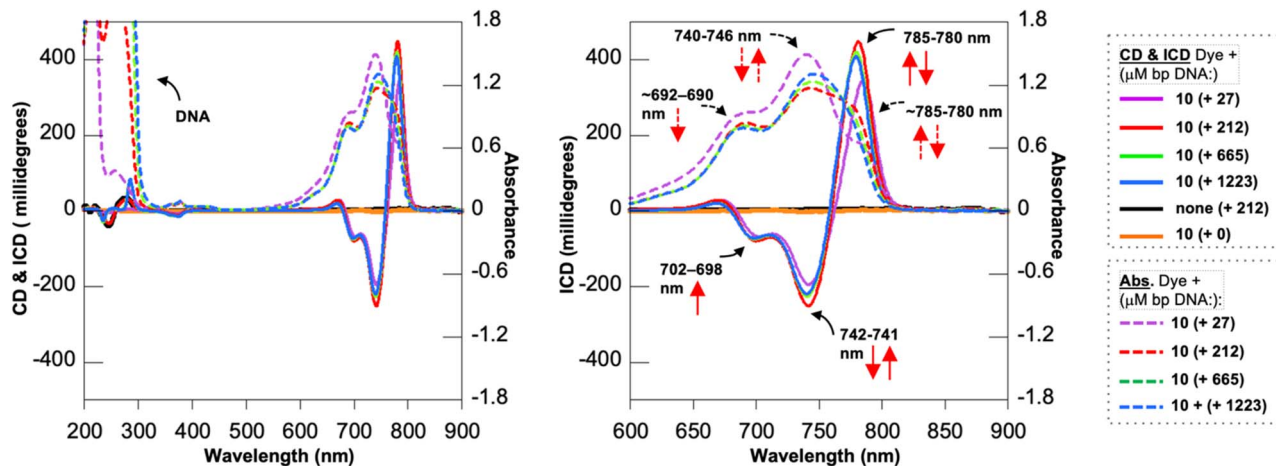 400
200
0
-200
-400
CD & ICD ( millidegrees)
DNA
1.8
1.2
0.6
0
-0.6
-1.2
-1.8
Absorbance
200 300 400 500 600 700 800 900
Wavelength (nm)
400
200
0
-200
-400
ICD (millidegrees)
740-746 nm
785-780 nm
~692–690
nm
~785-780 nm
702–698
nm
742-741
nm
1.8
1.2
0.6
0
-0.6
-1.2
-1.8
Absorbance
600 650 700 750 800 850 900
Wavelength (nm)
CD & ICD Dye +
(µM bp DNA:)
10 (+ 27)
10 (+ 212)
10 (+ 665)
10 (+ 1223)
none (+ 212)
10 (+ 0)
Abs. Dye +
(µM bp DNA:):
10 (+ 27)
10 (+ 212)
10 (+ 665)
10 + (+ 1223)